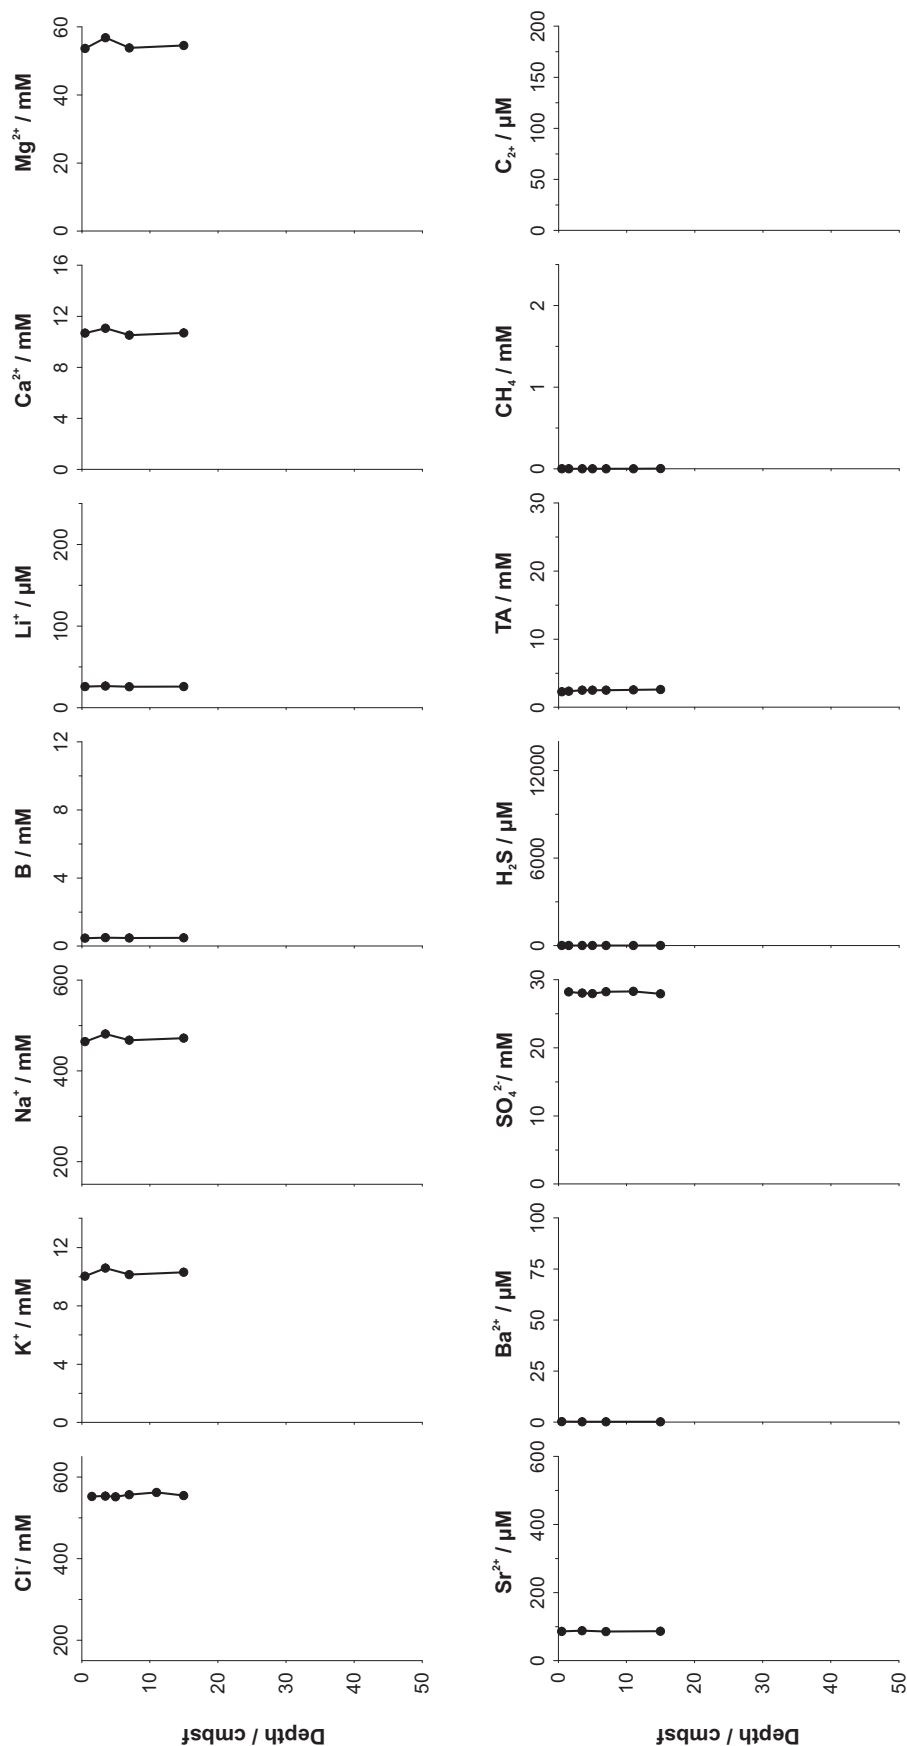 Cl⁻/ mM K⁺ / mM Na⁺ / mM B / mM Li⁺ / µM Ca²⁺ / mM Mg²⁺ / mM
200 400 600 0 4 8 12 200 400 600 0 4 8 12 0 100 200 0 4 8 12 16 0 20 40 60
0
10
20
30
40
50
Depth / cmbsf
Sr²⁺ / µM Ba²⁺ / µM SO₄²⁻/ mM H₂S / µM TA / mM CH₄ / mM C₂₊ / µM
0 200 400 600 0 25 50 75 100 0 10 20 30 0 6000 12000 0 10 20 30 0 1 2 0 50 100 150 200
0
10
20
30
40
50
Depth / cmbsf